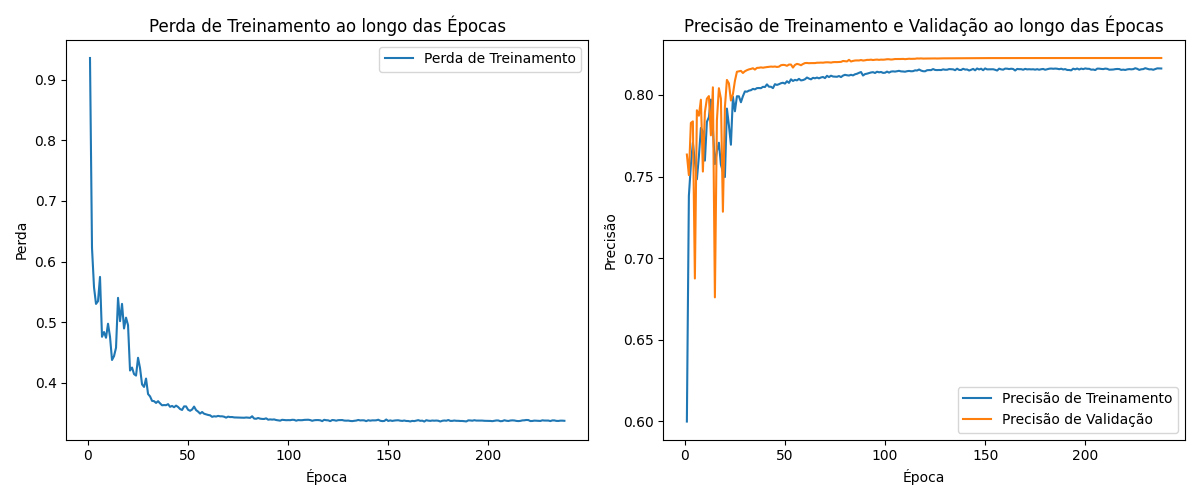 Perda de Treinamento ao longo das Épocas
Perda de Treinamento
0.9
0.8
0.7
0.6
0.5
0.4
Perda
0
50
100
150
200
Época
Precisão de Treinamento e Validação ao longo das Épocas
0.80
0.75
0.70
0.65
0.60
Precisão
Precisão de Treinamento
Precisão de Validação
0
50
100
150
200
Época